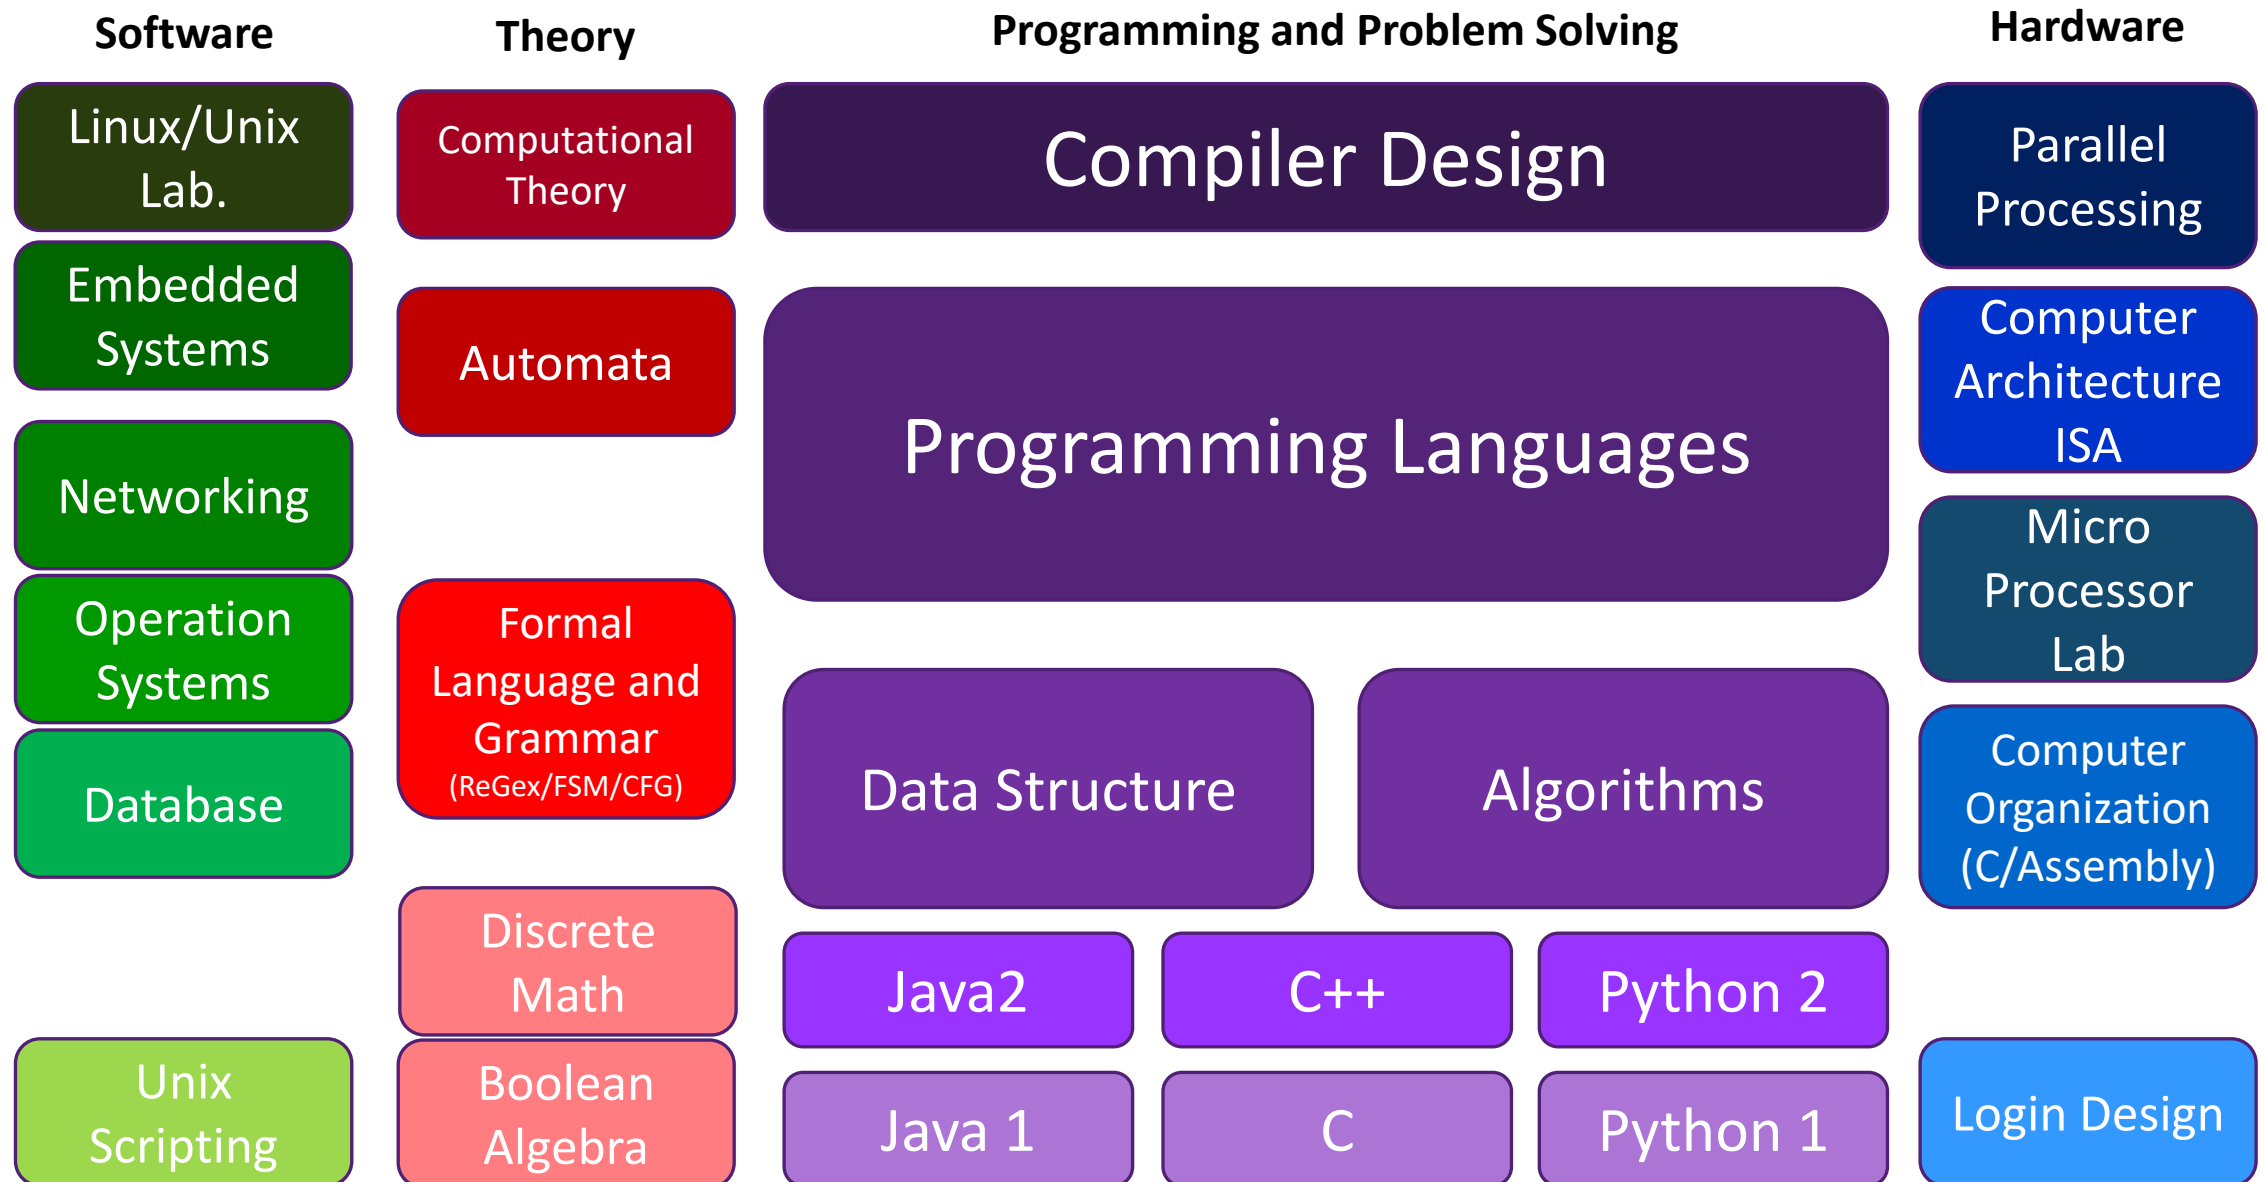 Software
Linux/Unix
Lab.
Embedded
Systems
Networking
Operation
Systems
Database
Unix
Scripting
Theory
Computational
Theory
Automata
Formal
Language and
Grammar
(ReGex/FSM/CFG)
Discrete
Math
Boolean
Algebra
Programming and Problem Solving
Compiler Design
Programming Languages
Data Structure
Algorithms
Java2
C++
Python 2
Java 1
C
Python 1
Hardware
Parallel
Processing
Computer
Architecture
ISA
Micro
Processor
Lab
Computer
Organization
(C/Assembly)
Login Design